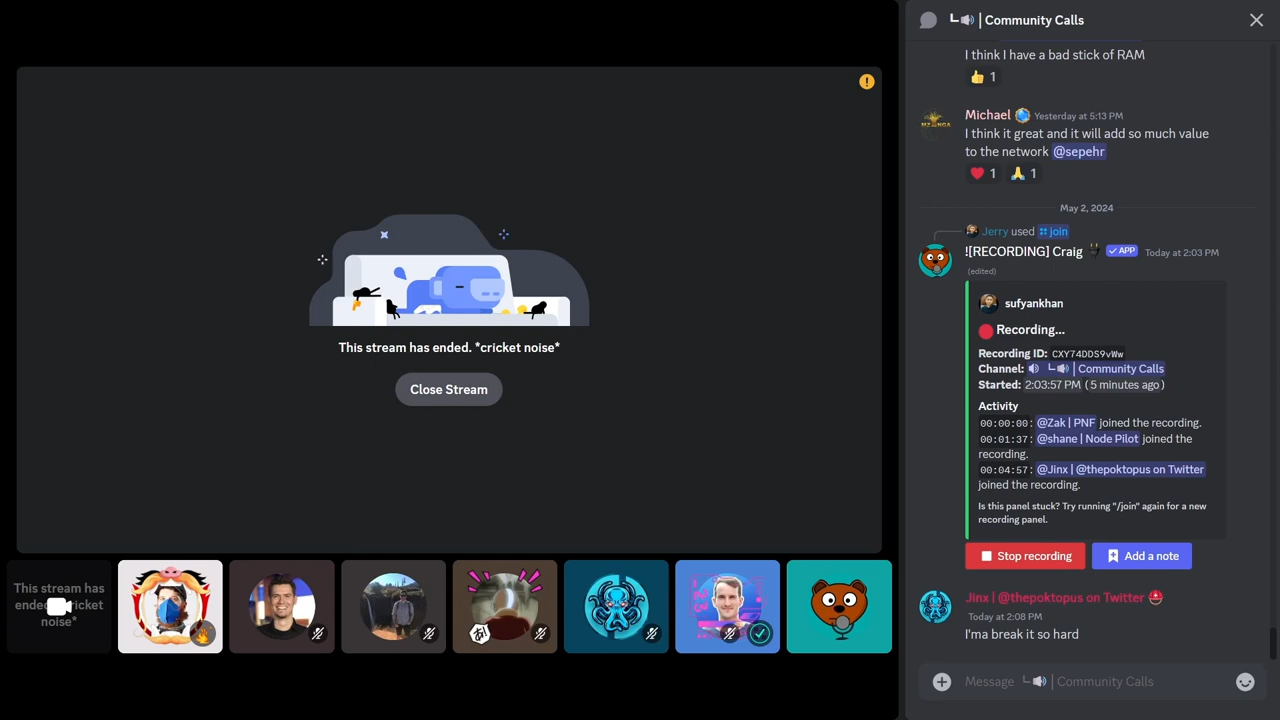 This stream has ended. *cricket noise*
Close Stream
This stream has
ended. *cricket
noise*
Community Calls
I think I have a bad stick of RAM
1
Michael Yesterday at 5:13 PM
I think it great and it will add so much value
to the network @sepehr
1 1
May 2, 2024
Jerry used join
![RECORDING] Craig APP Today at 2:03 PM
(edited)
sufyankhan
Recording...
Recording ID: CXY74DDS9vWw
Channel: Community Calls
Started: 2:03:57 PM (5 minutes ago)
Activity
00:00:00: @Zak | PNF joined the recording.
00:01:37: @shane | Node Pilot joined the
recording.
00:04:57: @Jinx | @thepoktopus on Twitter
joined the recording.
Is this panel stuck? Try running "/join" again for a new
recording panel.
Stop recording Add a note
Jinx | @thepoktopus on Twitter
Today at 2:08 PM
I'ma break it so hard
Message Community Calls